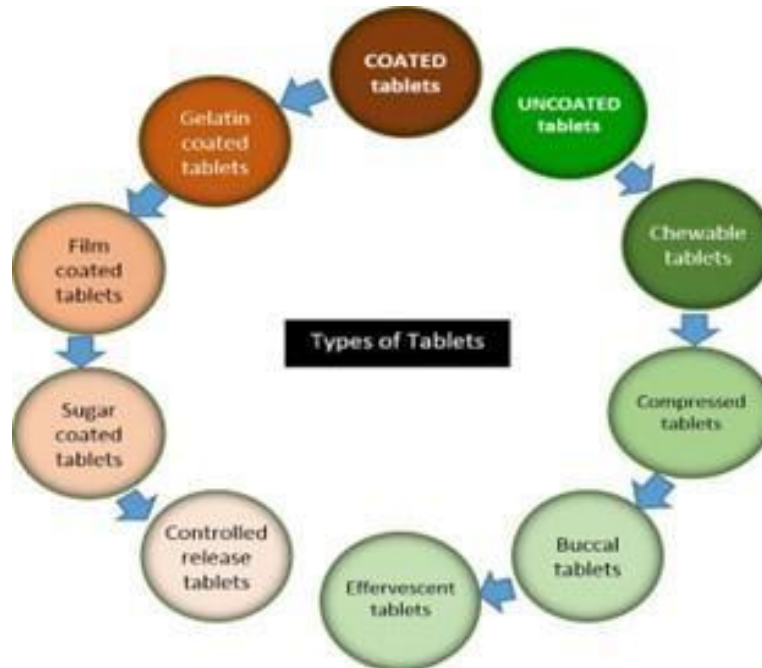 COATED
tablets
UNCOATED
tablets
Gelatin
coated
tablets
Chewable
tablets
Film
coated
tablets
Types of Tablets
Compressed
tablets
Sugar
coated
tablets
Controlled
release
tablets
Buccal
tablets
Effervescent
tablets